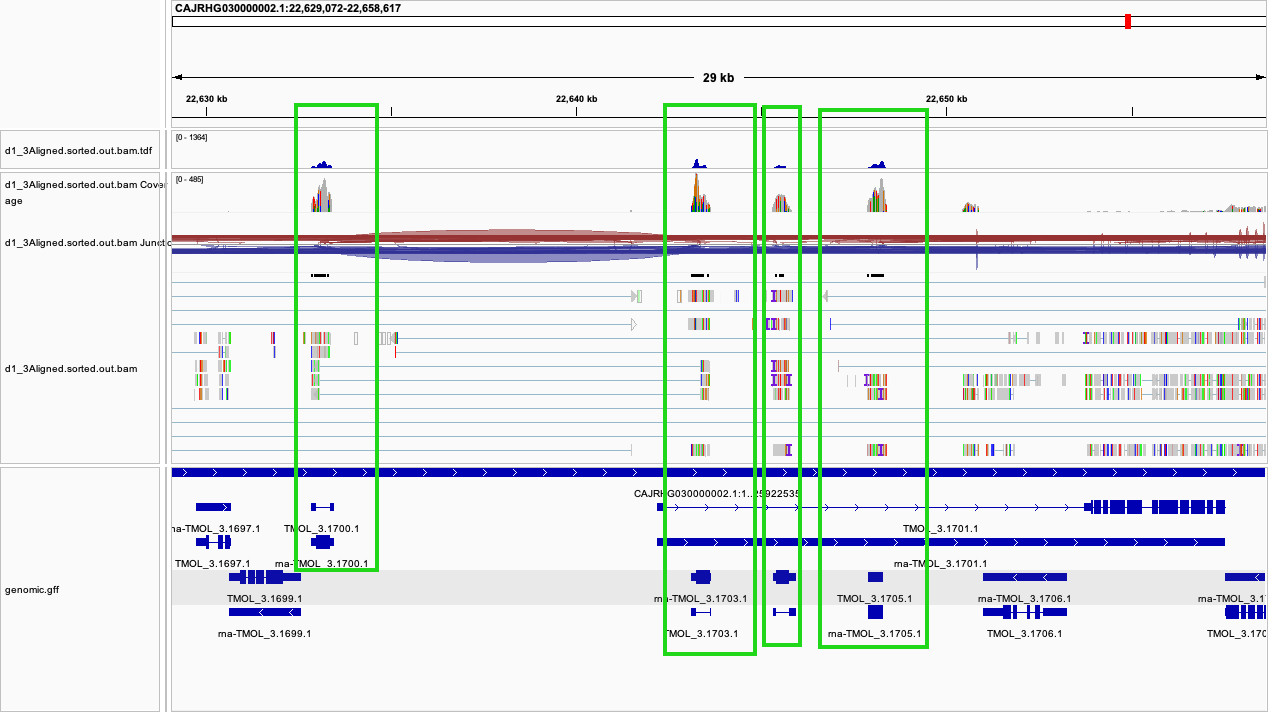 CAJRHG030000002.1:22,629,072-22,658,617
29 kb
22,630 kb 22,640 kb 22,650 kb
d1_3Aligned.sorted.out.bam.tdf
[0 - 1364]
d1_3Aligned.sorted.out.bam Cover
age
[0 - 485]
d1_3Aligned.sorted.out.bam Junctic
d1_3Aligned.sorted.out.bam
genomic.gff
CAJRHG030000002.1:1..25922535
na-TMOL_3.1697.1 TMOL_3.1700.1 TMOL_3.1701.1
TMOL_3.1697.1 rna-TMOL_3.1700.1 rna-TMOL_3.1701.1
TMOL_3.1699.1 rna-TMOL_3.1703.1 TMOL_3.1705.1 rna-TMOL_3.1706.1 rna-TMOL_3.1
rna-TMOL_3.1699.1 TMOL_3.1703.1 rna-TMOL_3.1705.1 TMOL_3.1706.1 TMOL_3.170